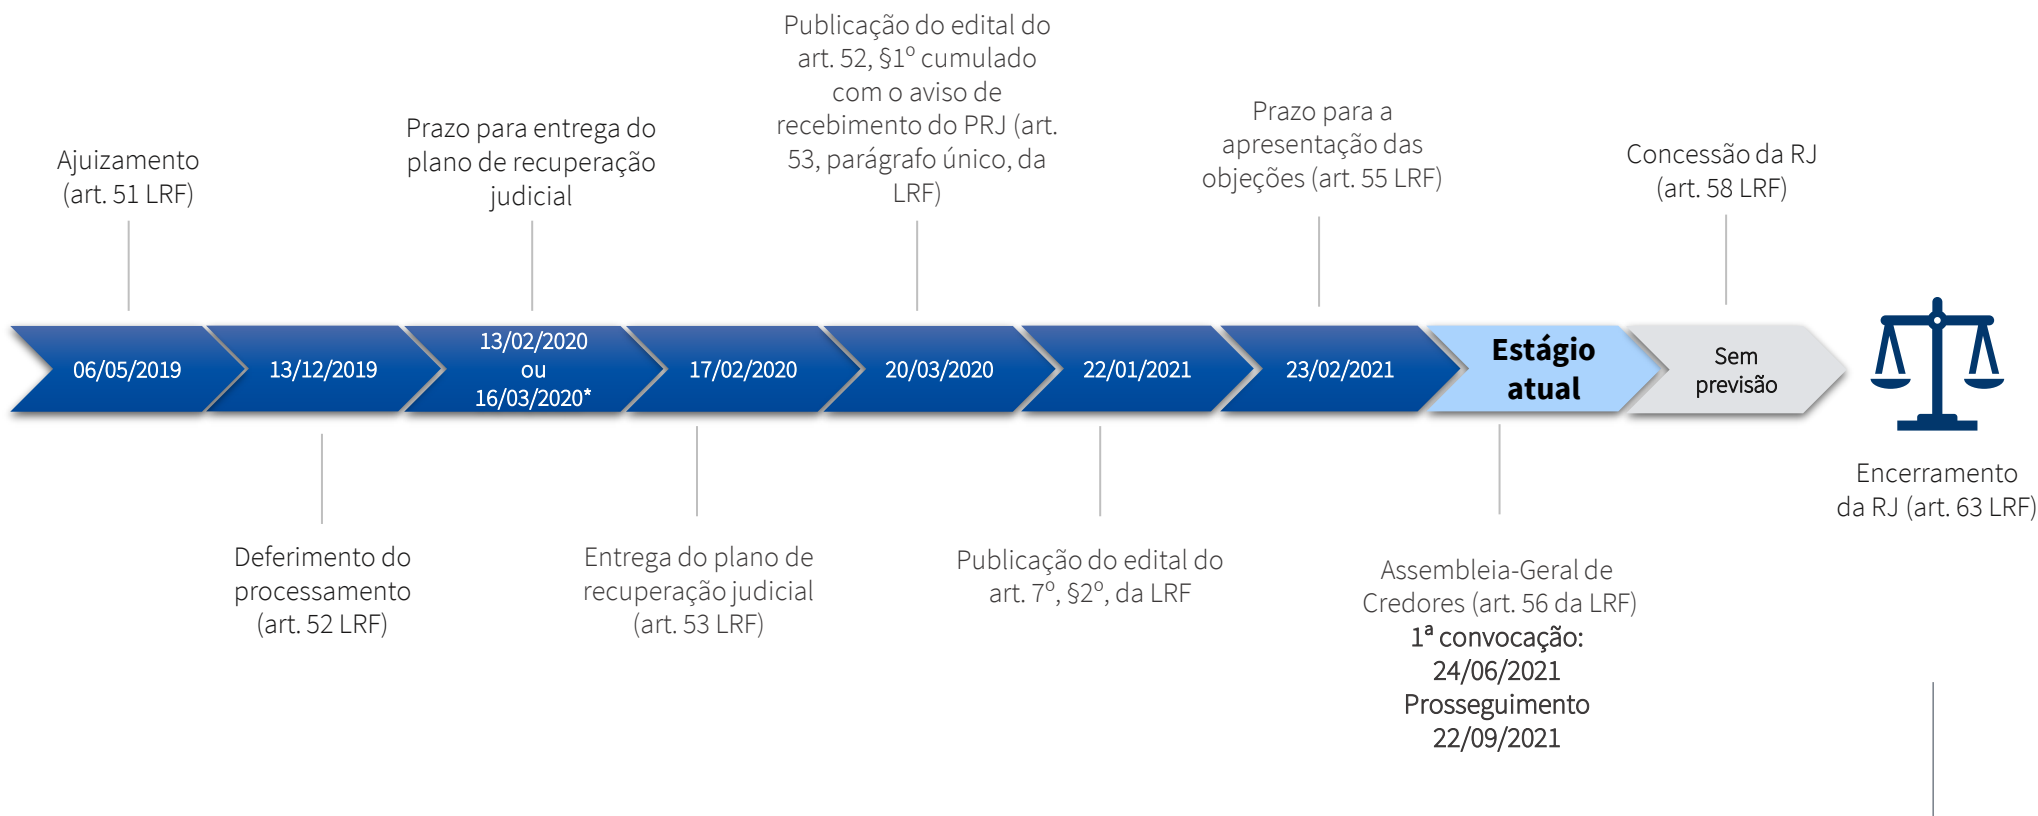 Publicação do edital do
art. 52, §1º cumulado
com o aviso de
recebimento do PRJ (art.
53, parágrafo único, da
LRF)
Prazo para a
apresentação das
objeções (art. 55 LRF)
Prazo para entrega do
plano de recuperação
judicial
Ajuizamento
(art. 51 LRF)
Concessão da RJ
(art. 58 LRF)
06/05/2019
13/12/2019
13/02/2020
ou
16/03/2020*
17/02/2020
20/03/2020
22/01/2021
23/02/2021
Estágio
atual
Sem
previsão
Encerramento
da RJ (art. 63 LRF)
Deferimento do
processamento
(art. 52 LRF)
Entrega do plano de
recuperação judicial
(art. 53 LRF)
Publicação do edital do
art. 7º, §2º, da LRF
Assembleia-Geral de
Credores (art. 56 da LRF)
1ª convocação:
24/06/2021
Prosseguimento
22/09/2021